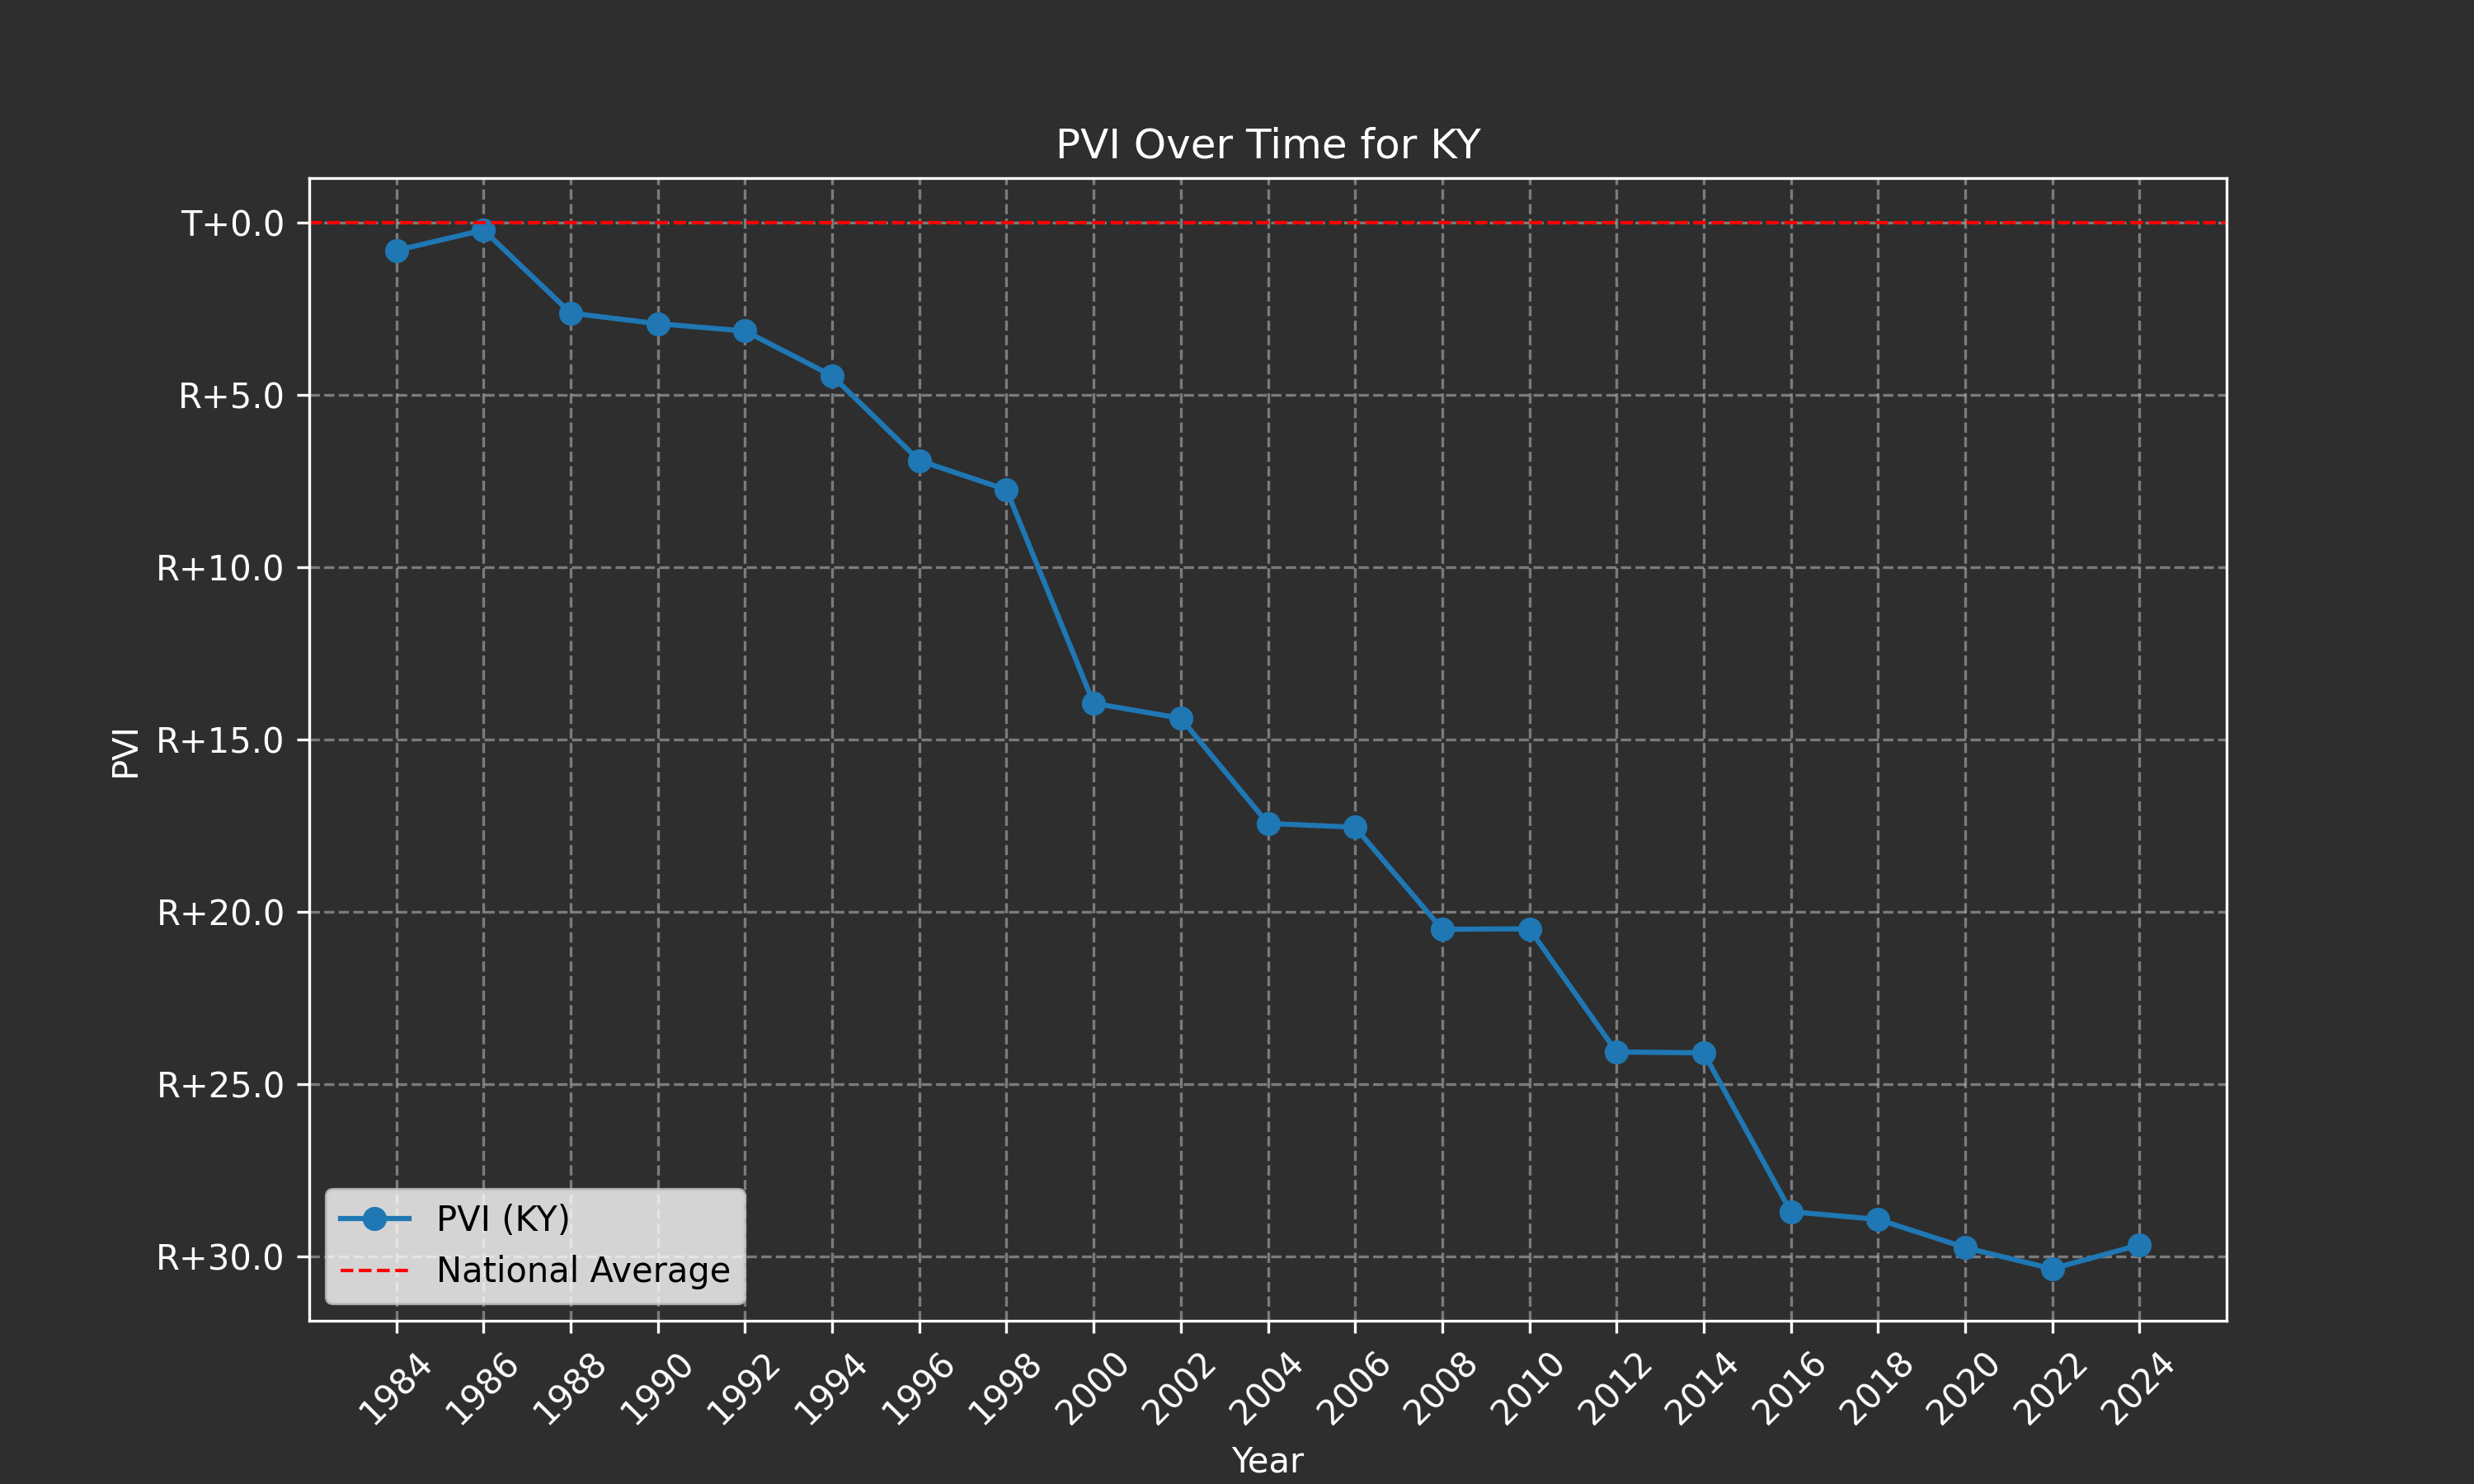 PVI Over Time for KY
T+0.0
R+5.0
R+10.0
R+15.0
R+20.0
R+25.0
R+30.0
PVI
PVI (KY)
National Average
1984
1986
1988
1990
1992
1994
1996
1998
2000
2002
2004
2006
2008
2010
2012
2014
2016
2018
2020
2022
2024
Year